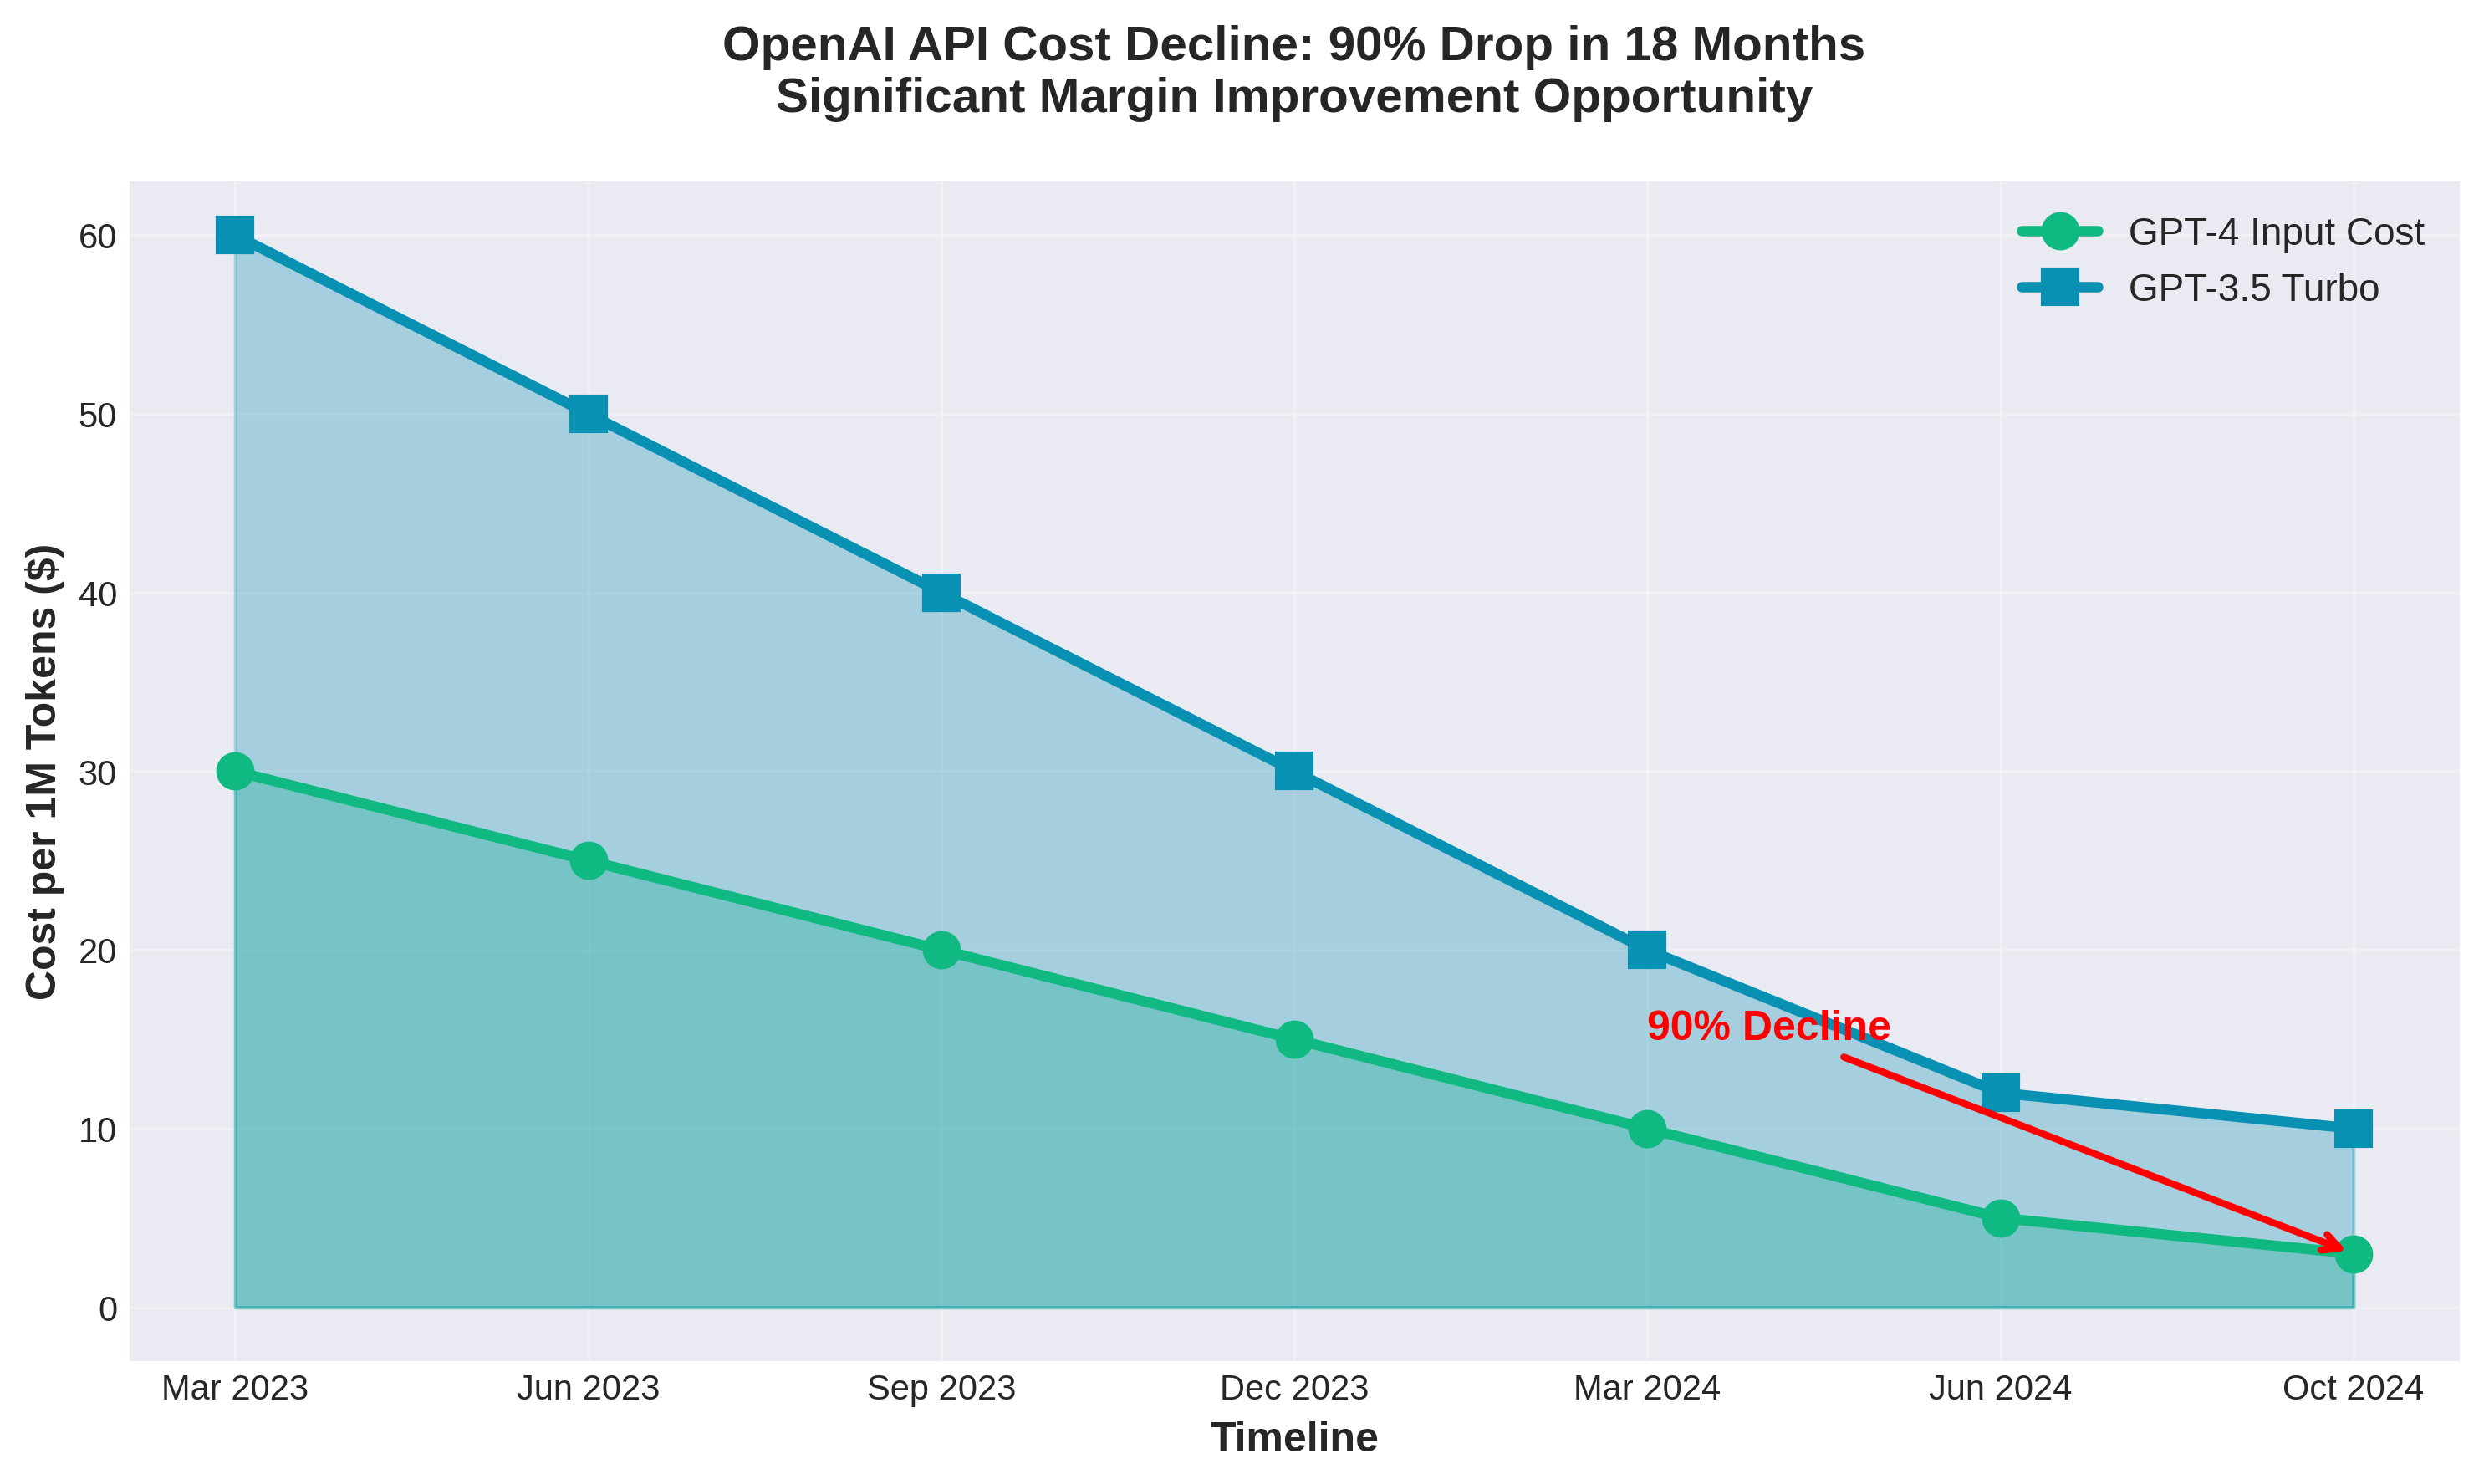 OpenAI API Cost Decline: 90% Drop in 18 Months
Significant Margin Improvement Opportunity
GPT-4 Input Cost
GPT-3.5 Turbo
Cost per 1M Tokens ($)
60
50
40
30
20
10
0
90% Decline
Mar 2023
Jun 2023
Sep 2023
Dec 2023
Mar 2024
Jun 2024
Oct 2024
Timeline